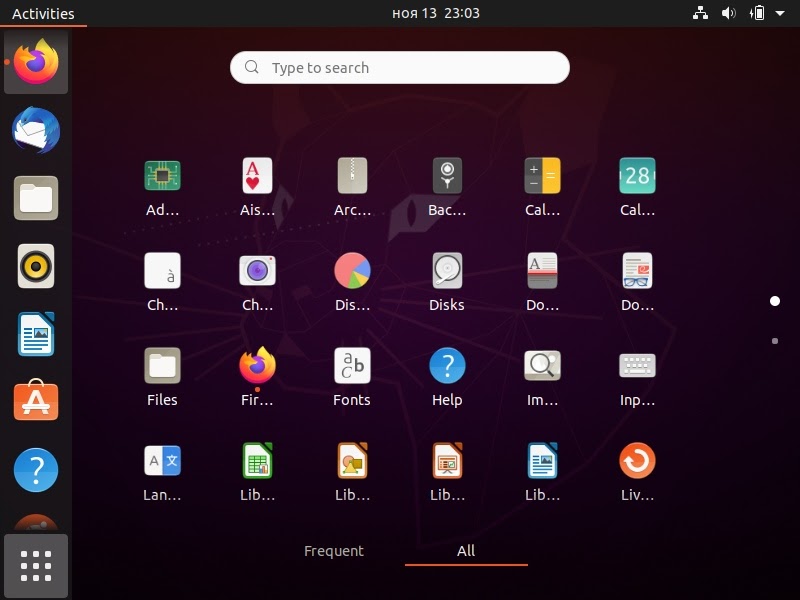 Activities
ноя 13 23:03
Type to search
Ad…
Ais…
Arc…
Bac…
Cal…
Cal…
28
Ch…
Ch…
Dis…
Disks
Do…
Do…
Files
Fir…
Fonts
Help
Im…
Inp…
Lan…
Lib…
Lib…
Lib…
Lib…
Liv…
Frequent
All